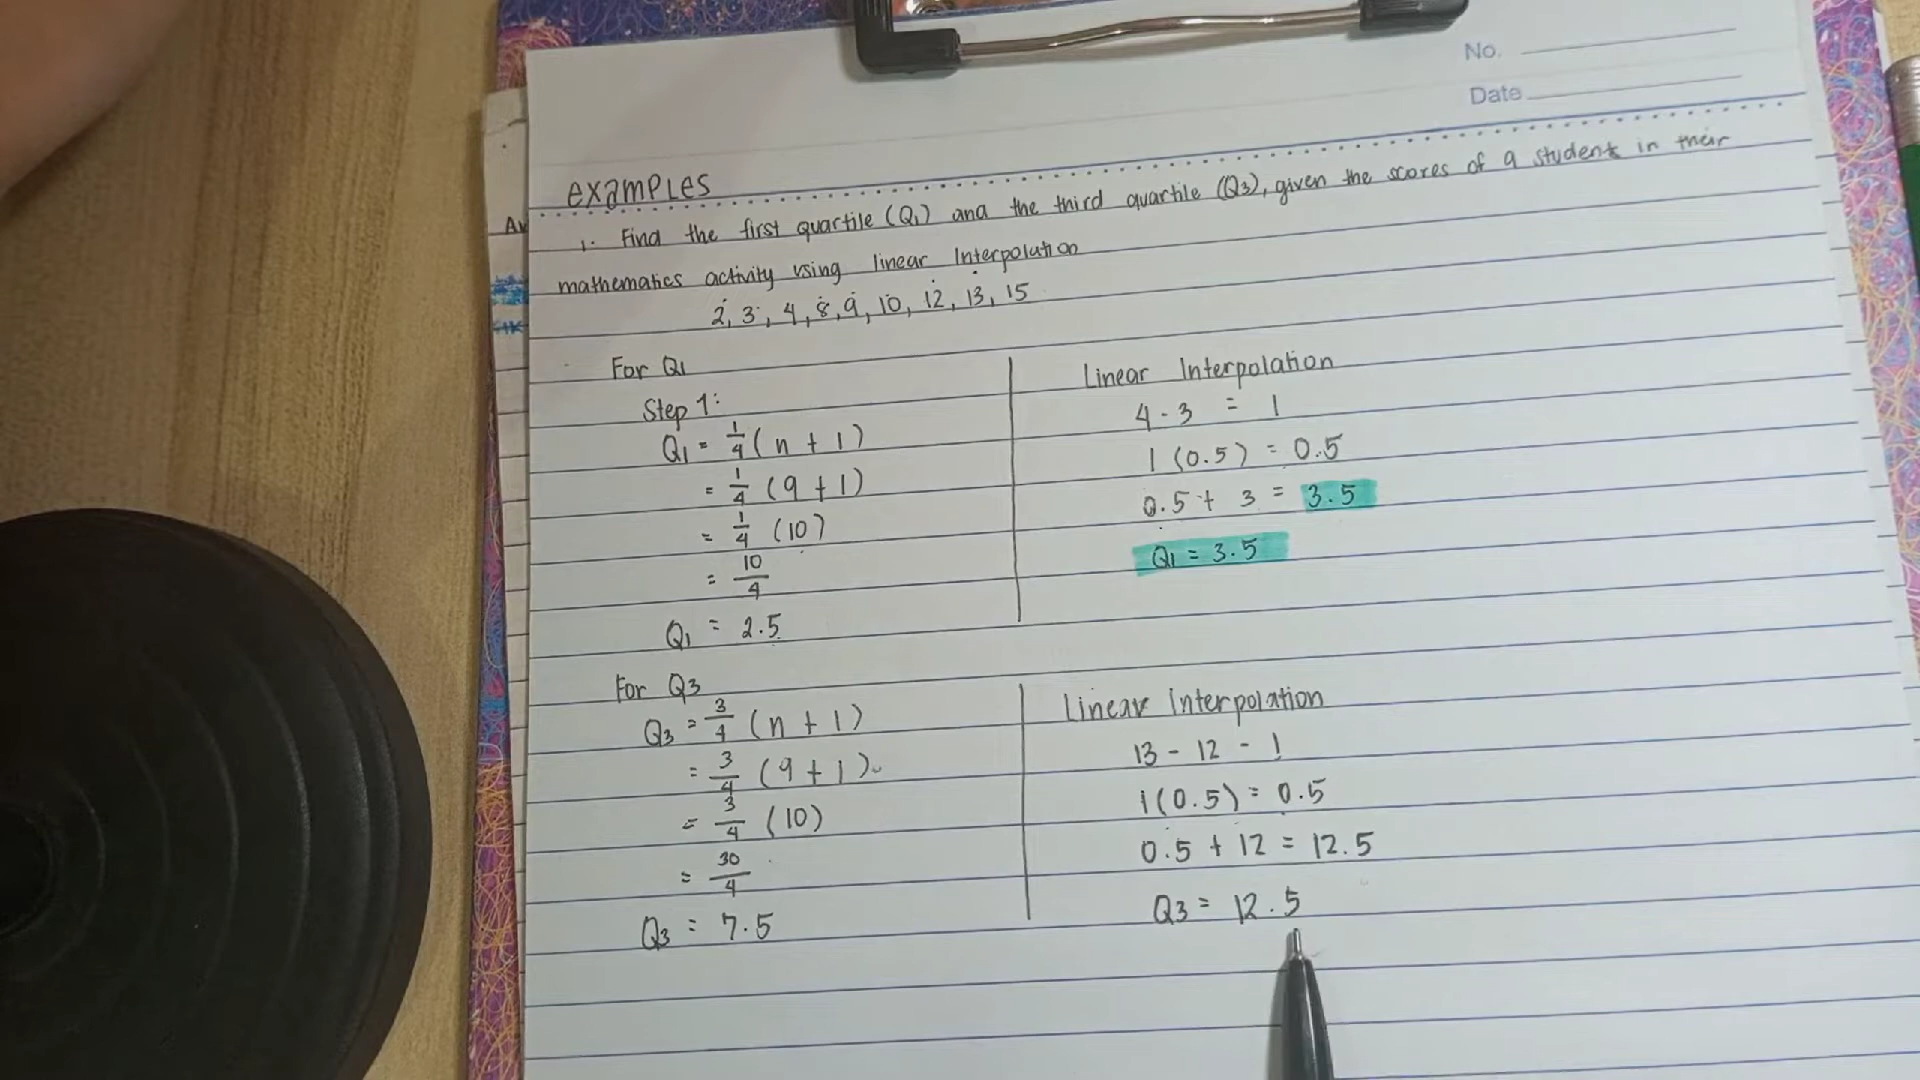 No.
Date
examples
1. Find the first quartile (Q1) and the third quartile (Q3), given the scores of 9 students in their
mathematics activity using linear Interpolation
2, 3, 4, 8, 9, 10, 12, 13, 15
For Q1
Step 1:
Q1 = 1/4 (n + 1)
= 1/4 (9 + 1)
= 1/4 (10)
= 10/4
Q1 = 2.5
Linear Interpolation
4 - 3 = 1
1 (0.5) = 0.5
0.5 + 3 = 3.5
Q1 = 3.5
For Q3
Q3 = 3/4 (n + 1)
= 3/4 (9 + 1)
= 3/4 (10)
= 30/4
Q3 = 7.5
Linear Interpolation
13 - 12 - 1
1 (0.5) = 0.5
0.5 + 12 = 12.5
Q3 = 12.5